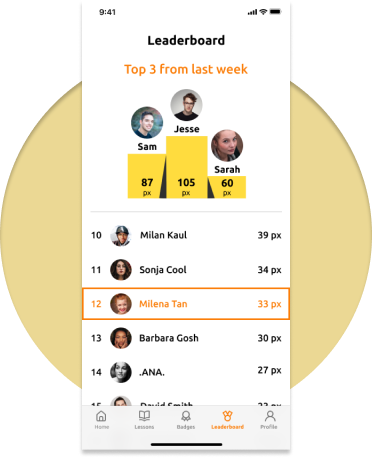 9:41
Leaderboard
Top 3 from last week
Jesse
Sam
Sarah
87
px
105
px
60
px
10 Milan Kaul 39 px
11 Sonja Cool 34 px
12 Milena Tan 33 px
13 Barbara Gosh 30 px
14 .ANA. 27 px
15 David Smith 23 px
Home Lessons Badges Leaderboard Profile